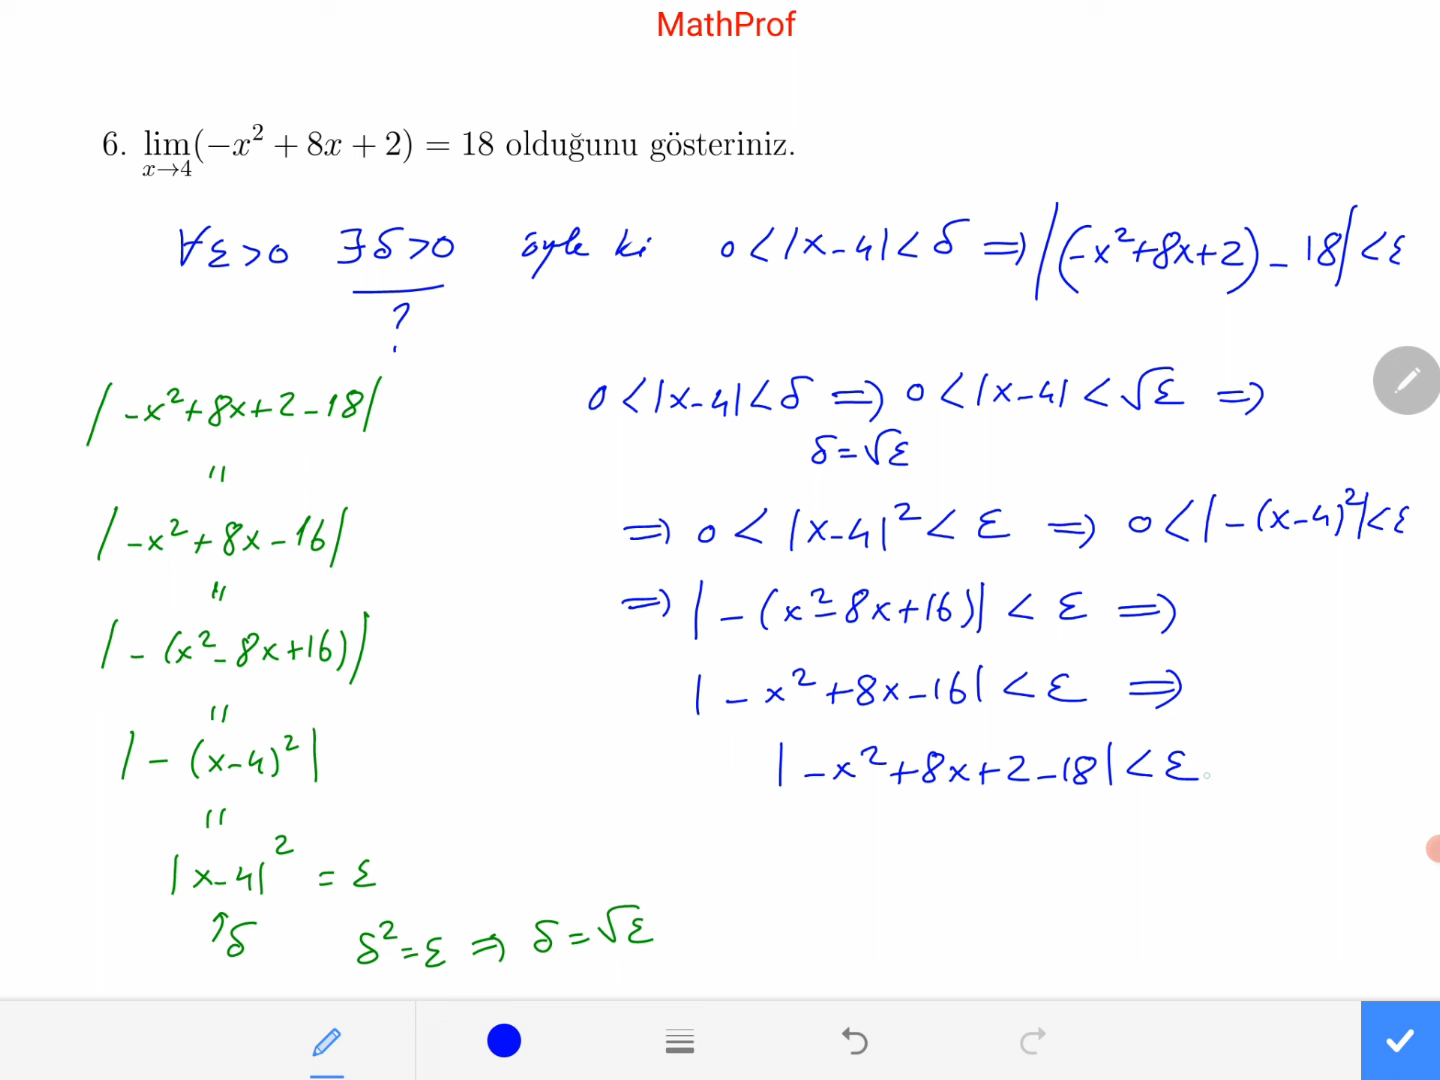 MathProf
6. lim_{x→4}(−x² + 8x + 2) = 18 olduğunu gösteriniz.
∀ε>0 ∃δ>0 öyle ki 0<|x−4|<δ ⇒ |(−x²+8x+2)−18|<ε
?
|−x²+8x+2−18|
=
|−x²+8x−16|
=
|−(x²−8x+16)|
=
|−(x−4)²|
=
|x−4|² = ε
↑δ δ²=ε ⇒ δ=√ε
0<|x−4|<δ ⇒ 0<|x−4|<√ε ⇒
δ=√ε
⇒ 0<|x−4|²<ε ⇒ 0<|−(x−4)²|<ε
⇒ |−(x²−8x+16)|<ε ⇒
|−x²+8x−16|<ε ⇒
|−x²+8x+2−18|<ε